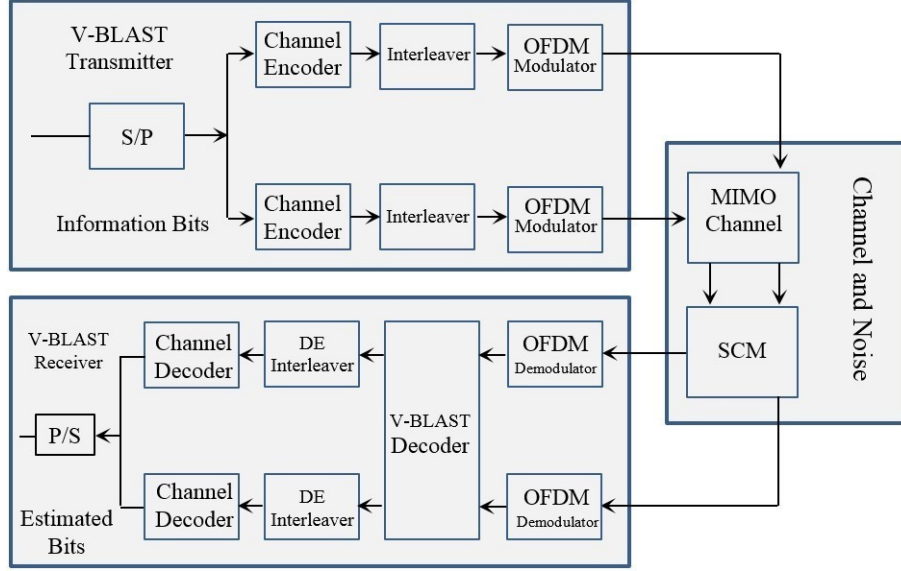 V-BLAST
Transmitter
S/P
Information Bits
Channel
Encoder
Interleaver
OFDM
Modulator
Channel
Encoder
Interleaver
OFDM
Modulator
MIMO
Channel
SCM
Channel and Noise
V-BLAST
Receiver
P/S
Estimated
Bits
Channel
Decoder
DE
Interleaver
V-BLAST
Decoder
OFDM
Demodulator
Channel
Decoder
DE
Interleaver
OFDM
Demodulator